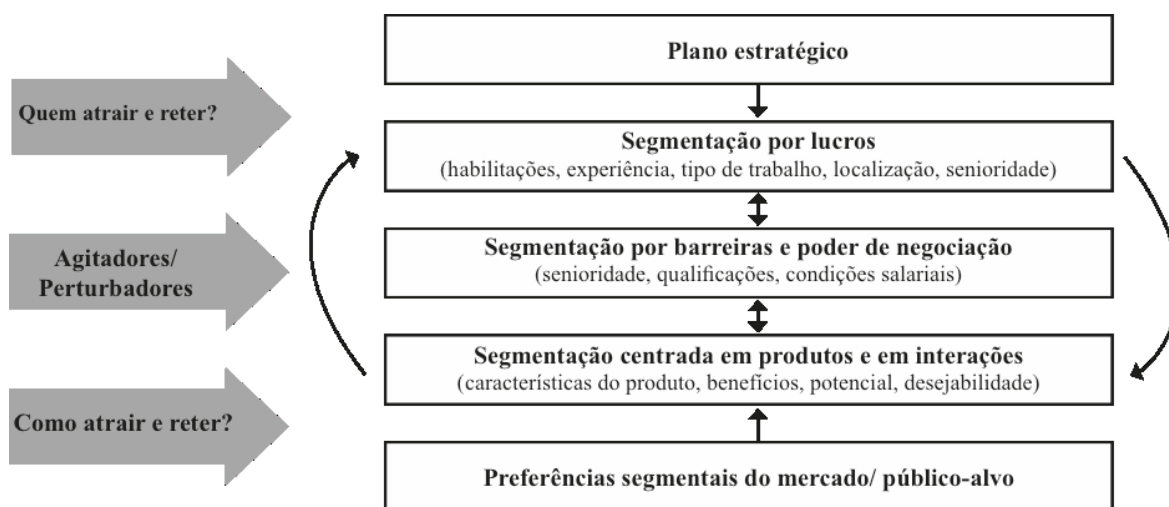 Plano estratégico
Quem atrair e reter?
Segmentação por lucros
(habilitações, experiência, tipo de trabalho, localização, senioridade)
Agitadores/
Perturbadores
Segmentação por barreiras e poder de negociação
(senioridade, qualificações, condições salariais)
Segmentação centrada em produtos e em interações
(características do produto, benefícios, potencial, desejabilidade)
Como atrair e reter?
Preferências segmentais do mercado/ público-alvo